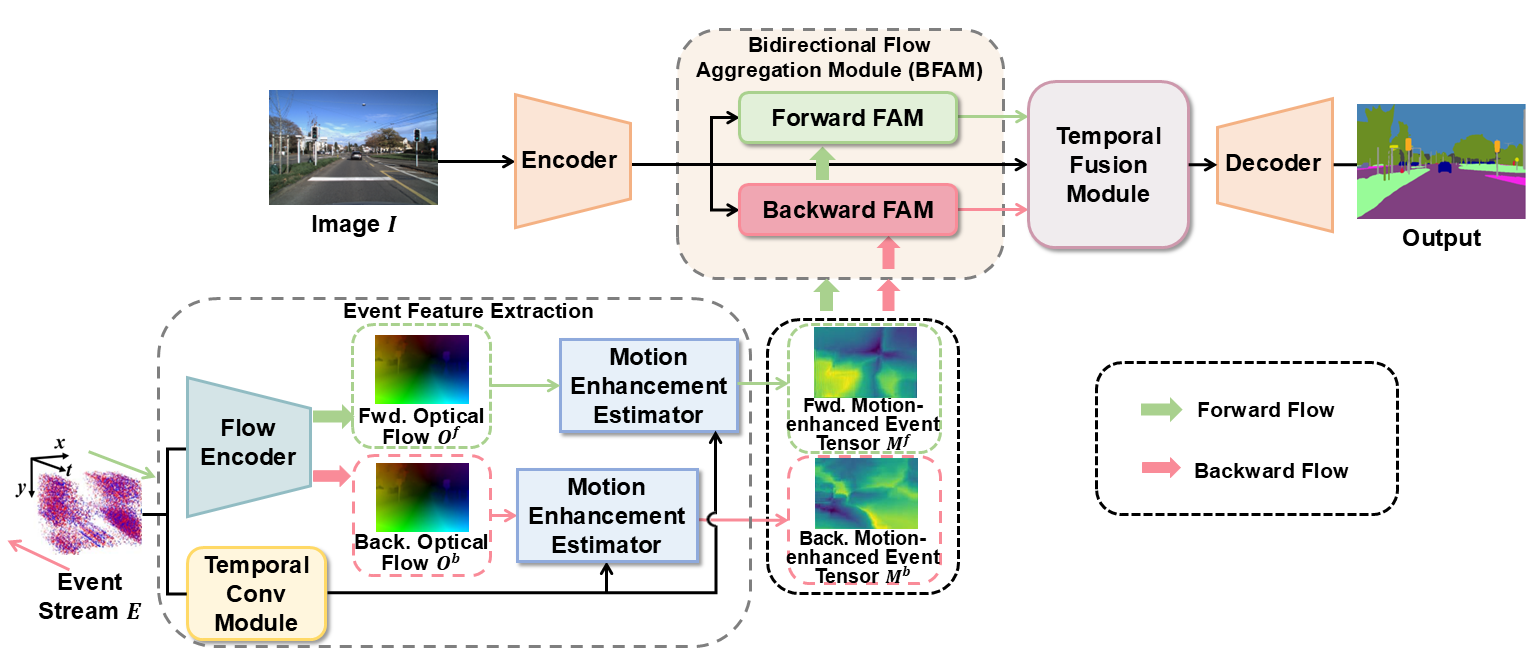 Bidirectional Flow
Aggregation Module (BFAM)
Forward FAM
Backward FAM
Encoder
Temporal
Fusion
Module
Decoder
Image I
Output
Event Feature Extraction
Flow
Encoder
Fwd. Optical
Flow O^f
Motion
Enhancement
Estimator
Fwd. Motion-
enhanced Event
Tensor M^f
Back. Optical
Flow O^b
Motion
Enhancement
Estimator
Back. Motion-
enhanced Event
Tensor M^b
x
t
y
Event
Stream E
Temporal
Conv
Module
Forward Flow
Backward Flow